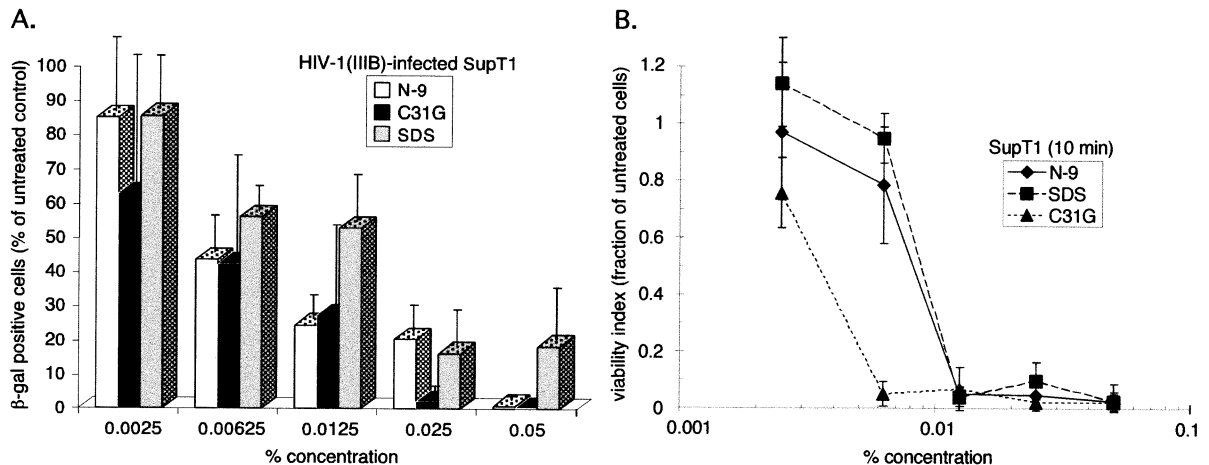 A.
HIV-1(IIIB)-infected SupT1
N-9
C31G
SDS
β-gal positive cells (% of untreated control)
100
90
80
70
60
50
40
30
20
10
0
0.0025 0.00625 0.0125 0.025 0.05
% concentration
B.
SupT1 (10 min)
N-9
SDS
C31G
viability index (fraction of untreated cells)
1.2
1
0.8
0.6
0.4
0.2
0
0.001 0.01 0.1
% concentration